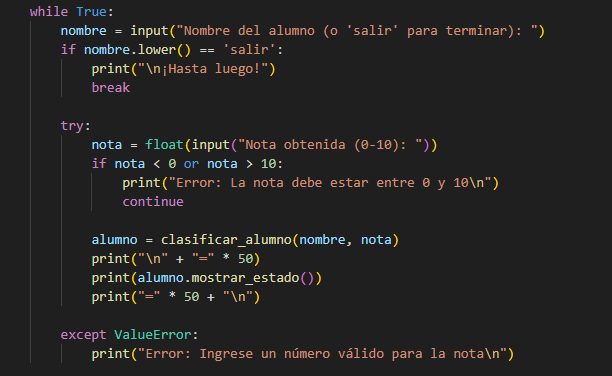 while True:
    nombre = input("Nombre del alumno (o 'salir' para terminar): ")
    if nombre.lower() == 'salir':
        print("\n¡Hasta luego!")
        break

    try:
        nota = float(input("Nota obtenida (0-10): "))
        if nota < 0 or nota > 10:
            print("Error: La nota debe estar entre 0 y 10\n")
            continue

        alumno = clasificar_alumno(nombre, nota)
        print("\n" + "=" * 50)
        print(alumno.mostrar_estado())
        print("=" * 50 + "\n")

    except ValueError:
        print("Error: Ingrese un número válido para la nota\n")